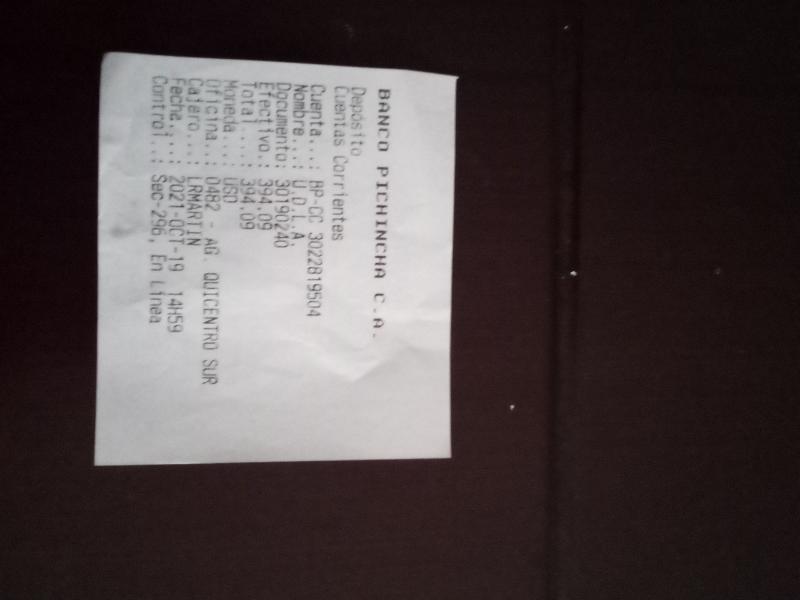 BANCO PICHINCHA C.A.
Depósito
Cuentas Corrientes
Cuenta..: BP-CC 3022819504
Nombre..: U.D.L.A.
Documento: 30190240
Efectivo.: 394.09
Total....: 394.09
Moneda...: USD
Oficina..: 0482 - AG. QUICENTRO SUR
Cajero...: LRMARTIN
Fecha....: 2021-OCT-19 14H59
Control..: Sec-296, En Línea